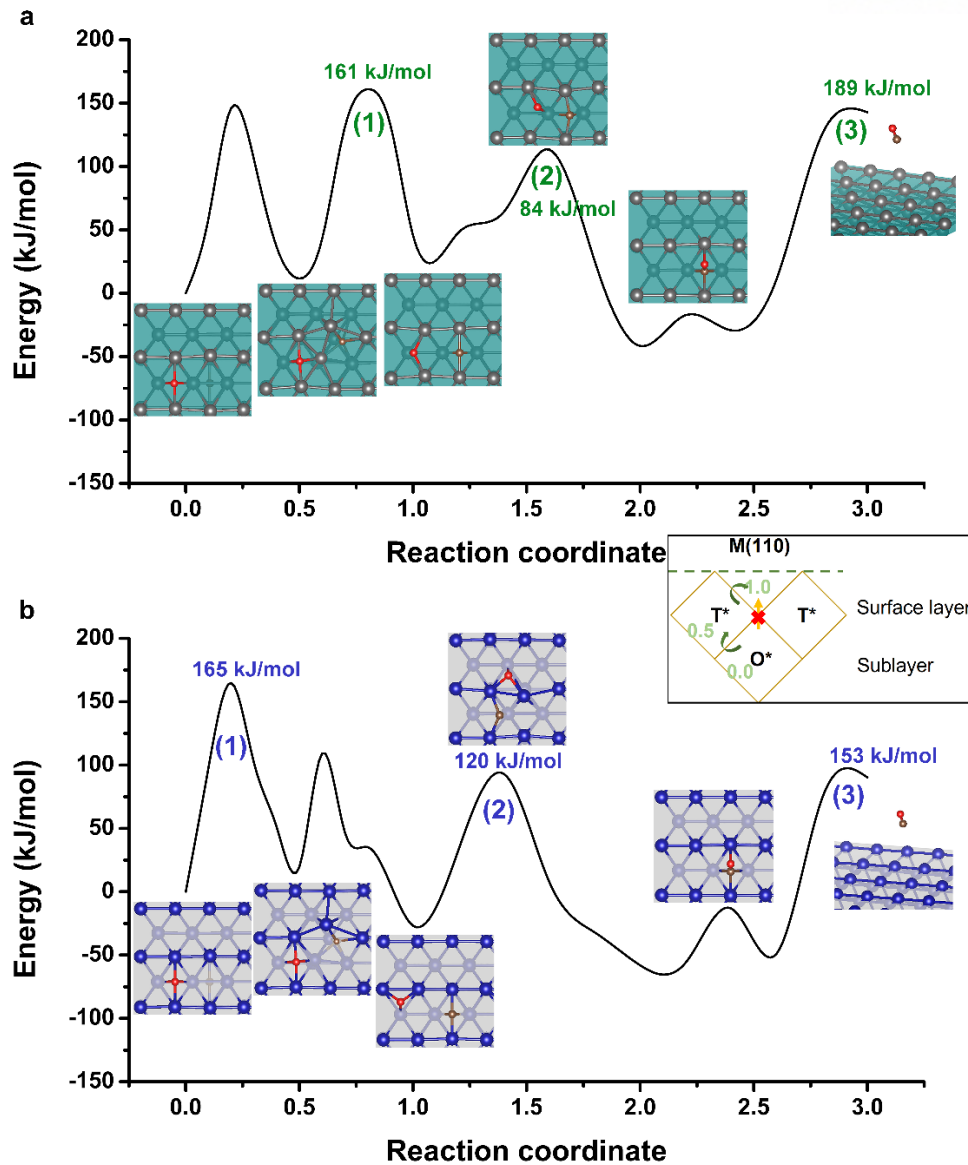 a
200
150
100
50
0
-50
-100
-150
Energy (kJ/mol)
161 kJ/mol
(1)
(2)
84 kJ/mol
189 kJ/mol
(3)
0.0 0.5 1.0 1.5 2.0 2.5 3.0
Reaction coordinate
M(110)
1.0
T* T*
0.5
O*
0.0
Surface layer
Sublayer
b
200
150
100
50
0
-50
-100
-150
Energy (kJ/mol)
165 kJ/mol
(1)
120 kJ/mol
(2)
153 kJ/mol
(3)
0.0 0.5 1.0 1.5 2.0 2.5 3.0
Reaction coordinate